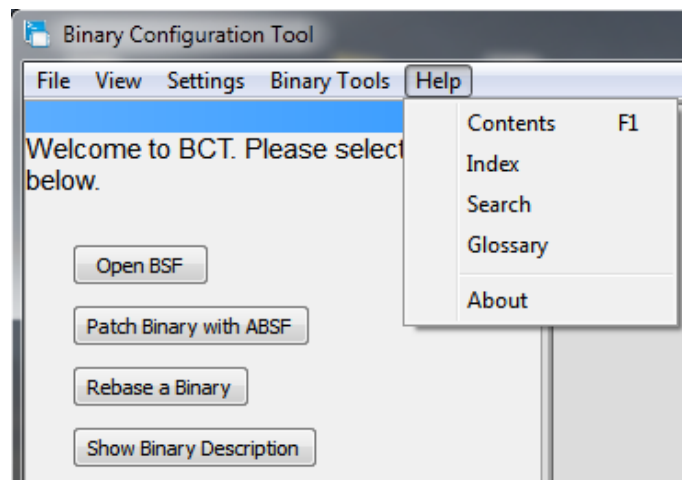 Binary Configuration Tool
File View Settings Binary Tools Help
Welcome to BCT. Please select
below.
Contents F1
Index
Search
Glossary
About
Open BSF
Patch Binary with ABSF
Rebase a Binary
Show Binary Description